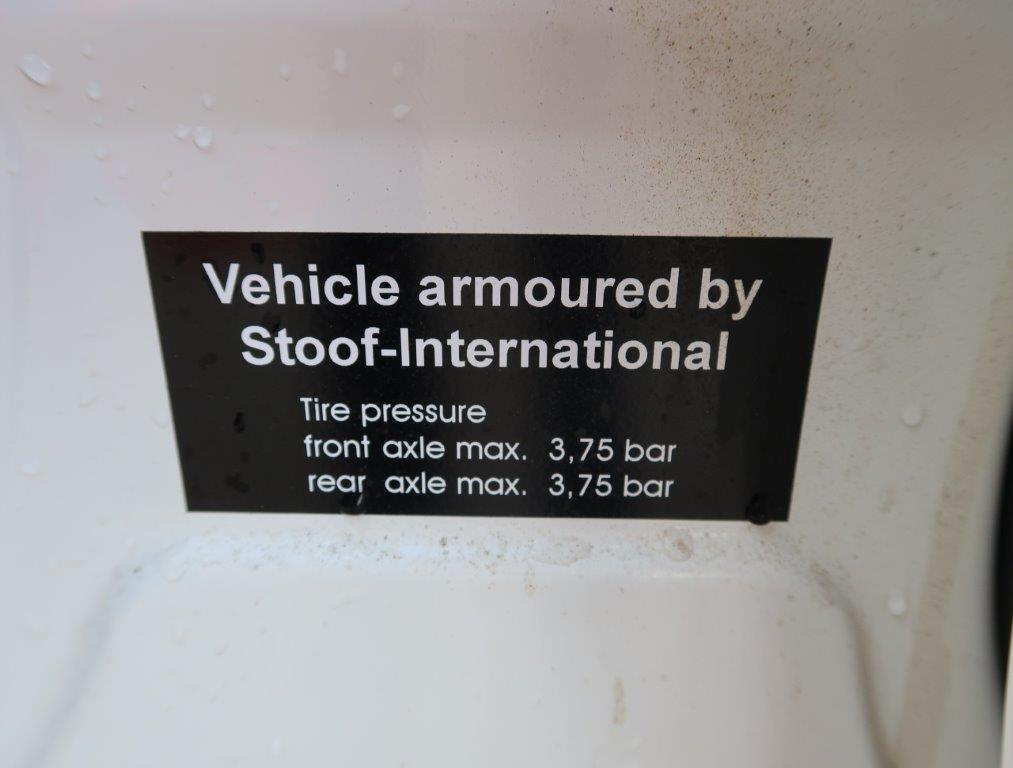 Vehicle armoured by
Stoof-International
Tire pressure
front axle max. 3,75 bar
rear axle max. 3,75 bar